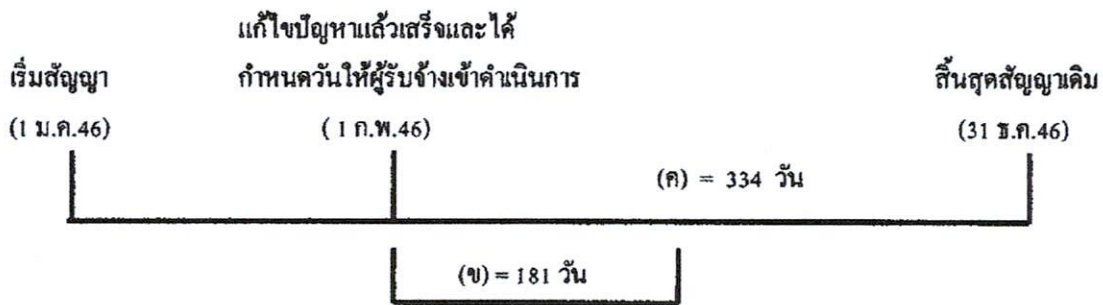 แก้ไขปัญหาแล้วเสร็จและได้
เริ่มสัญญา กำหนดวันให้ผู้รับจ้างเข้าดำเนินการ สิ้นสุดสัญญาเดิม
(1 ม.ค.46) ( 1 ก.พ.46) (31 ธ.ค.46)
(ค) = 334 วัน
(ข) = 181 วัน